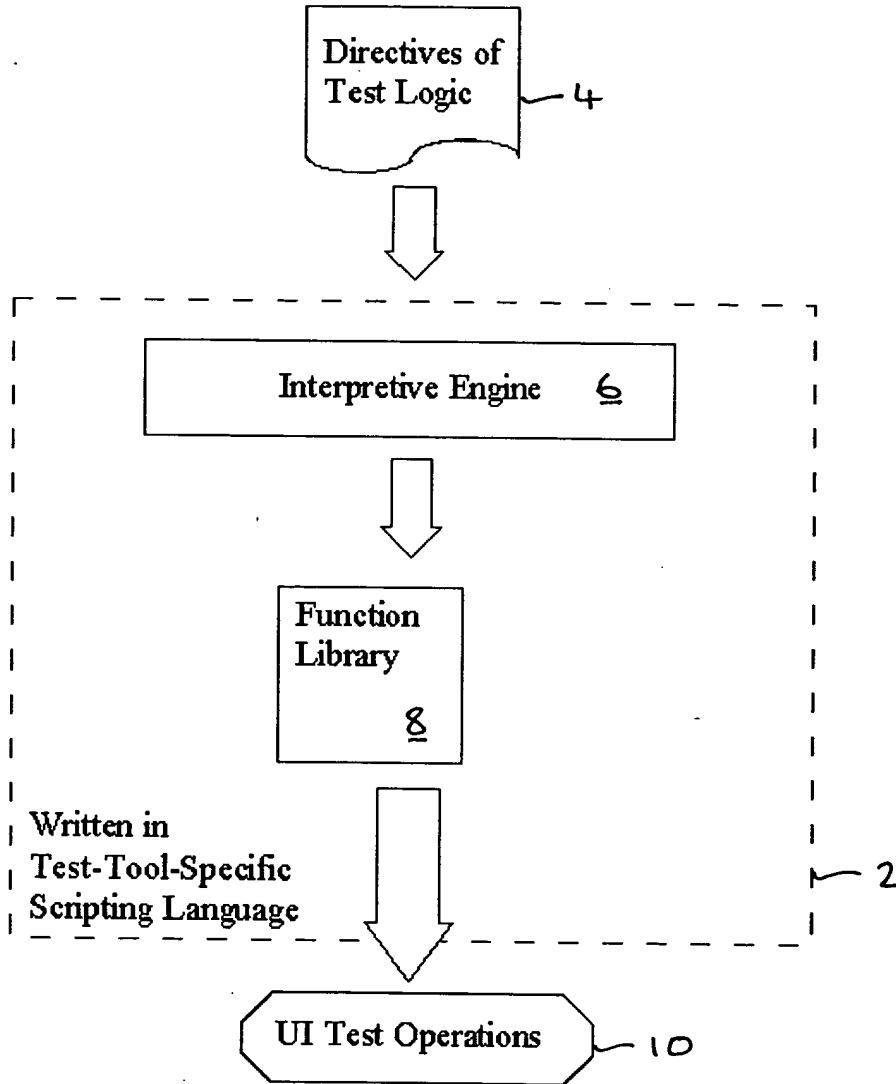 Directives of
Test Logic
4
Interpretive Engine 6
Function
Library
8
Written in
Test-Tool-Specific
Scripting Language
2
UI Test Operations
10